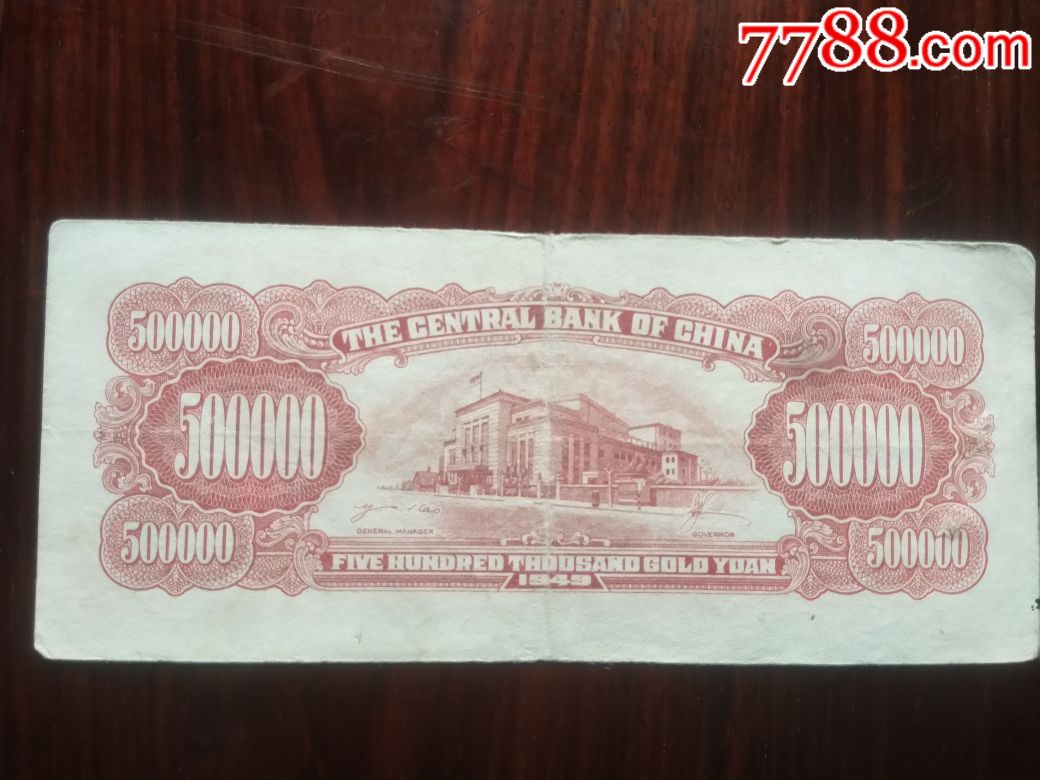 7788.com
THE CENTRAL BANK OF CHINA
500000
500000
500000
500000
GENERAL MANAGER
GOVERNOR
500000
500000
FIVE HUNDRED THOUSAND GOLD YUAN
1949